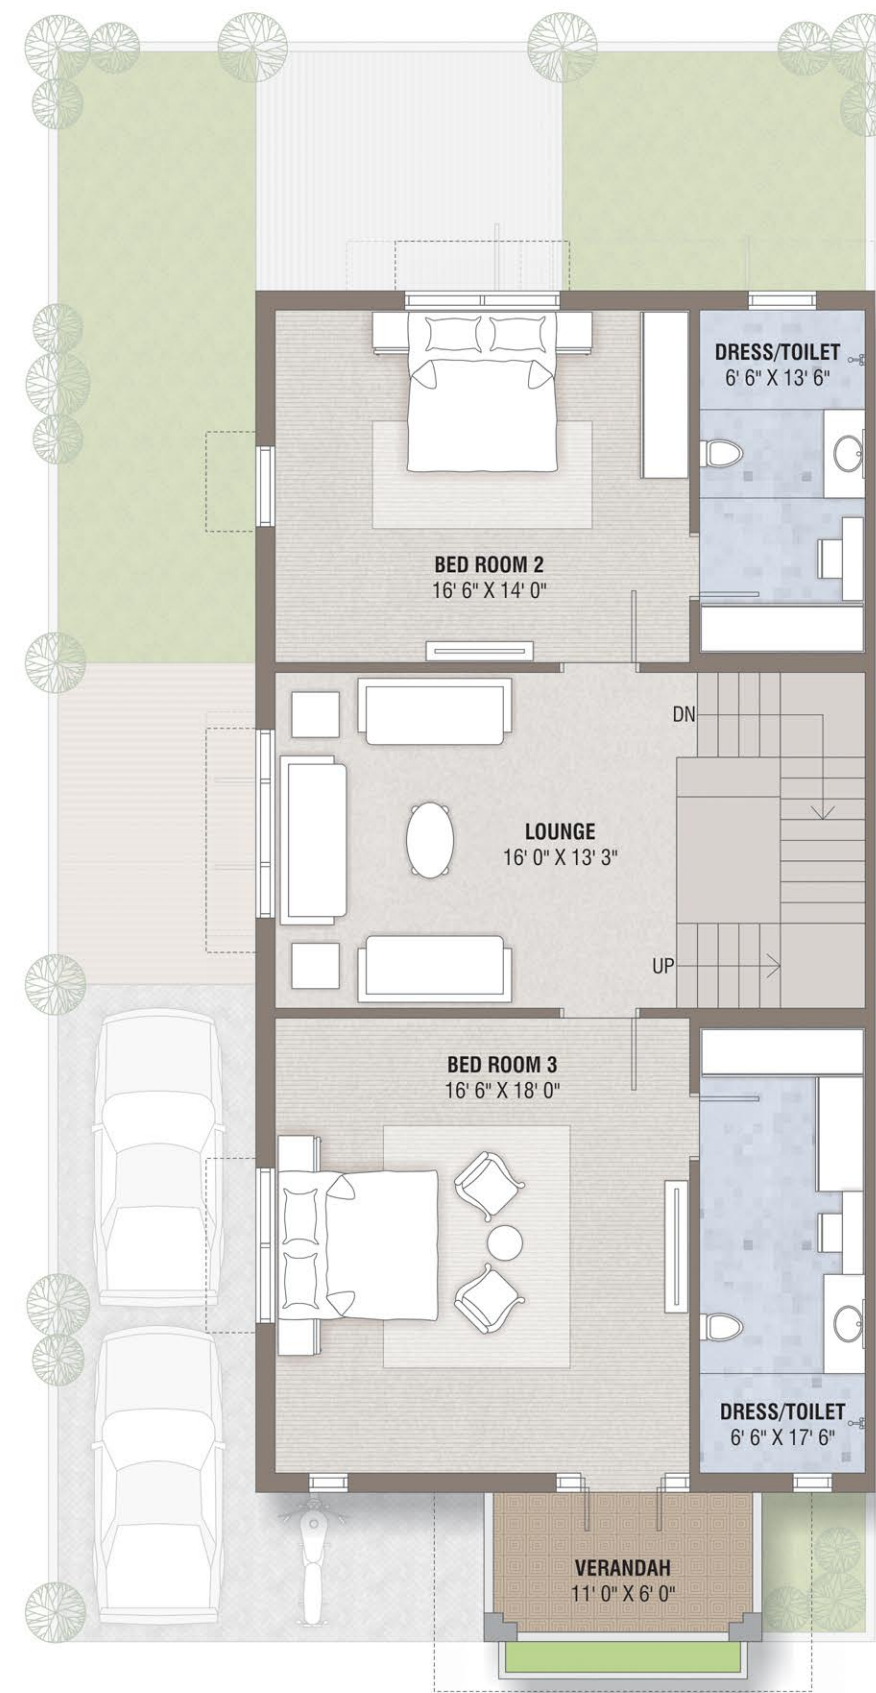 DRESS/TOILET
6' 6" X 13' 6"
BED ROOM 2
16' 6" X 14' 0"
DN
LOUNGE
16' 0" X 13' 3"
UP
BED ROOM 3
16' 6" X 18' 0"
DRESS/TOILET
6' 6" X 17' 6"
VERANDAH
11' 0" X 6' 0"